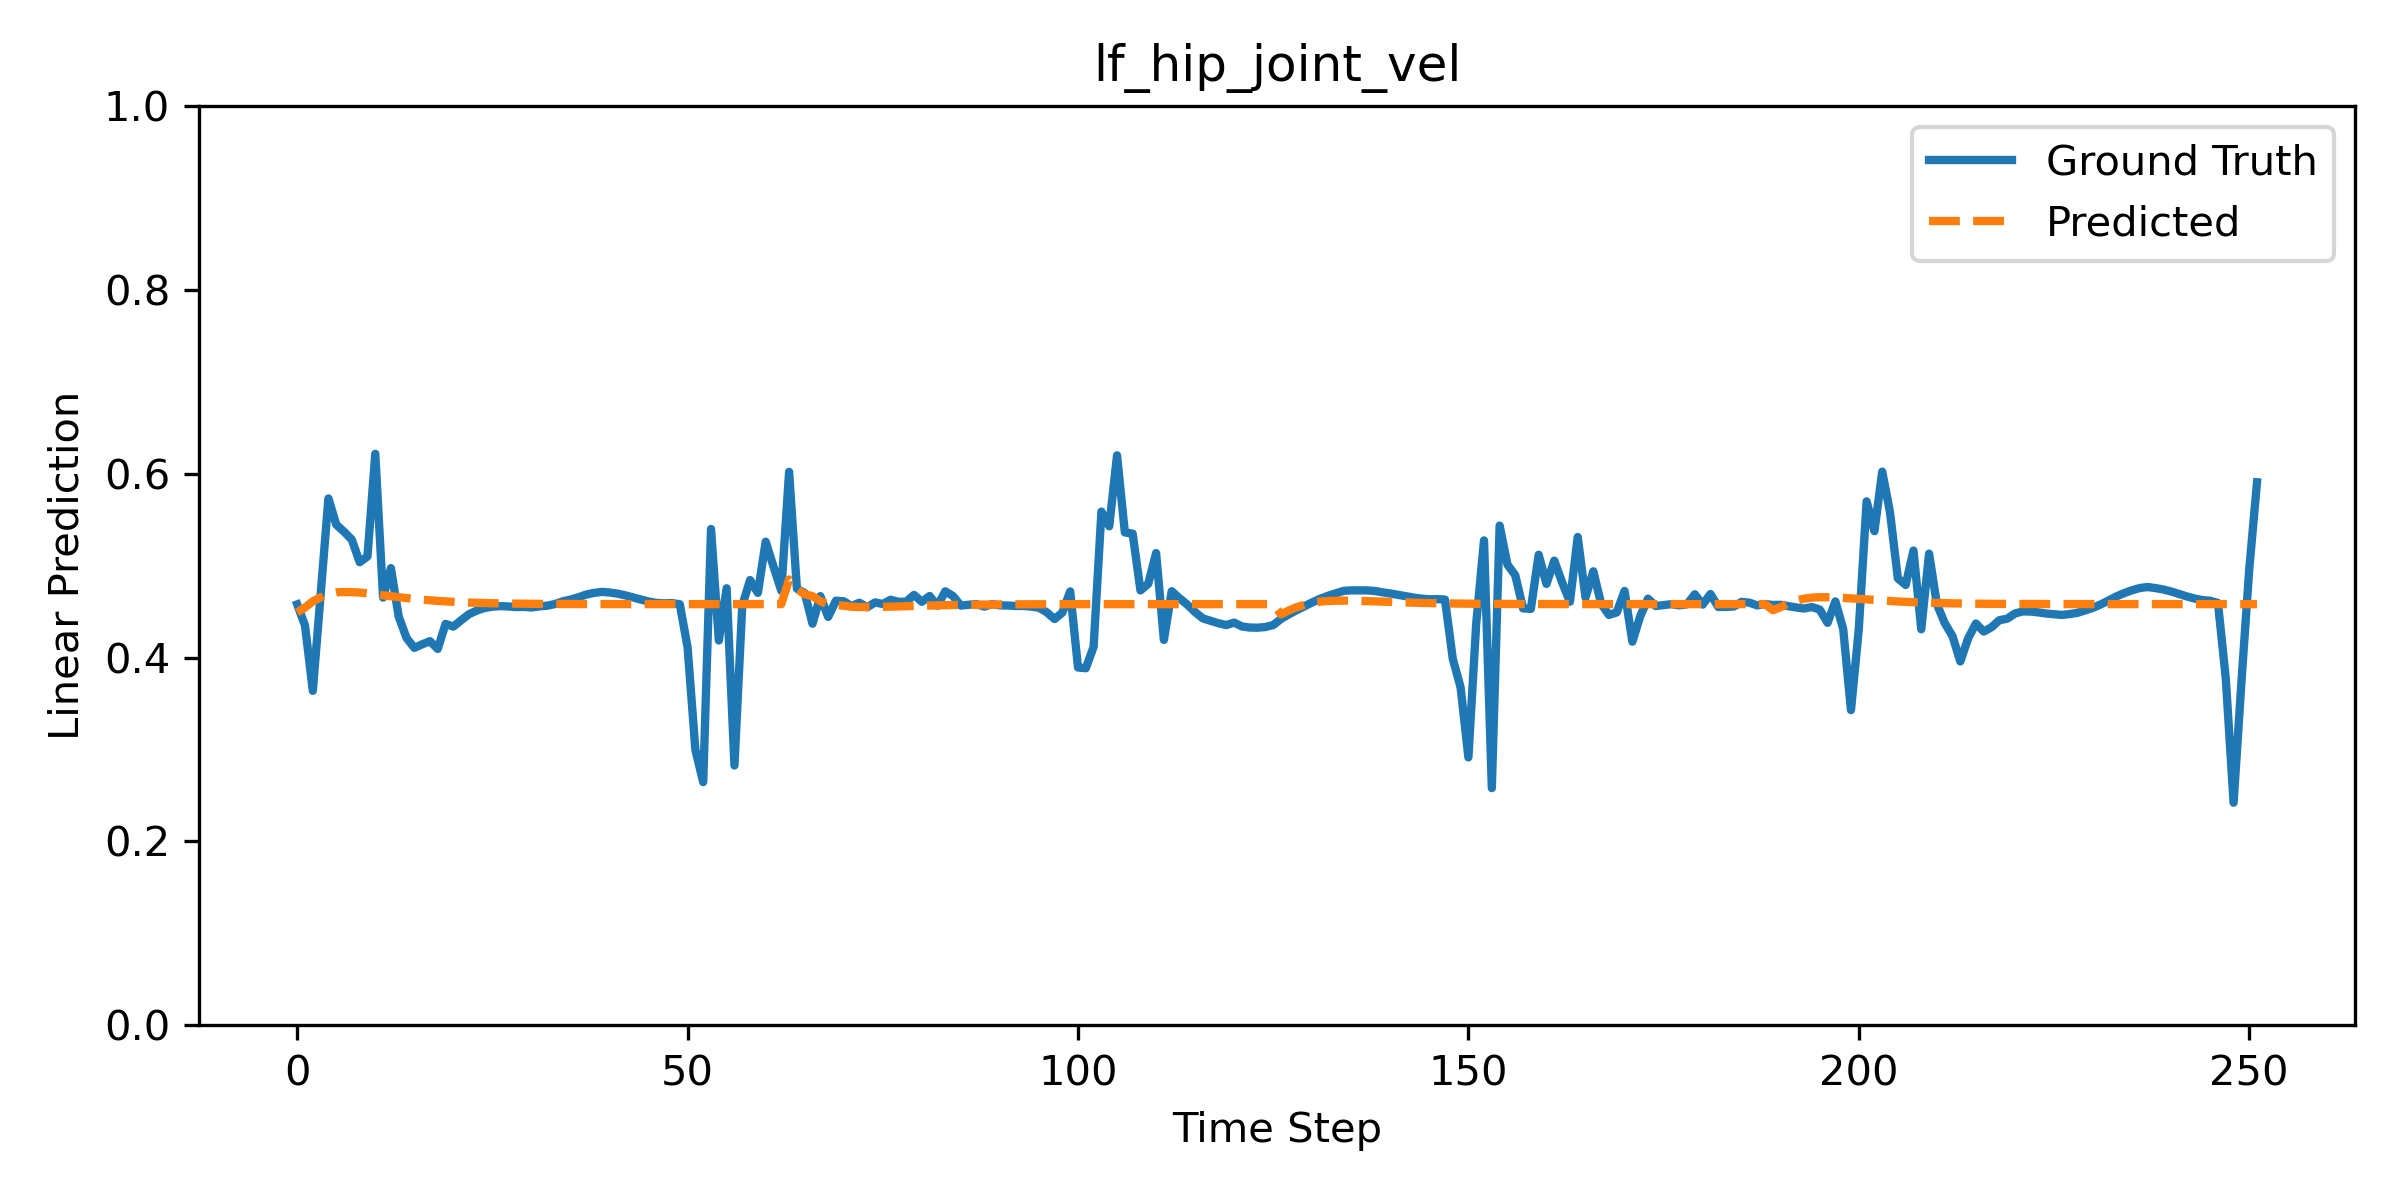 lf_hip_joint_vel
Ground Truth
Predicted
Linear Prediction
1.0
0.8
0.6
0.4
0.2
0.0
0 50 100 150 200 250
Time Step